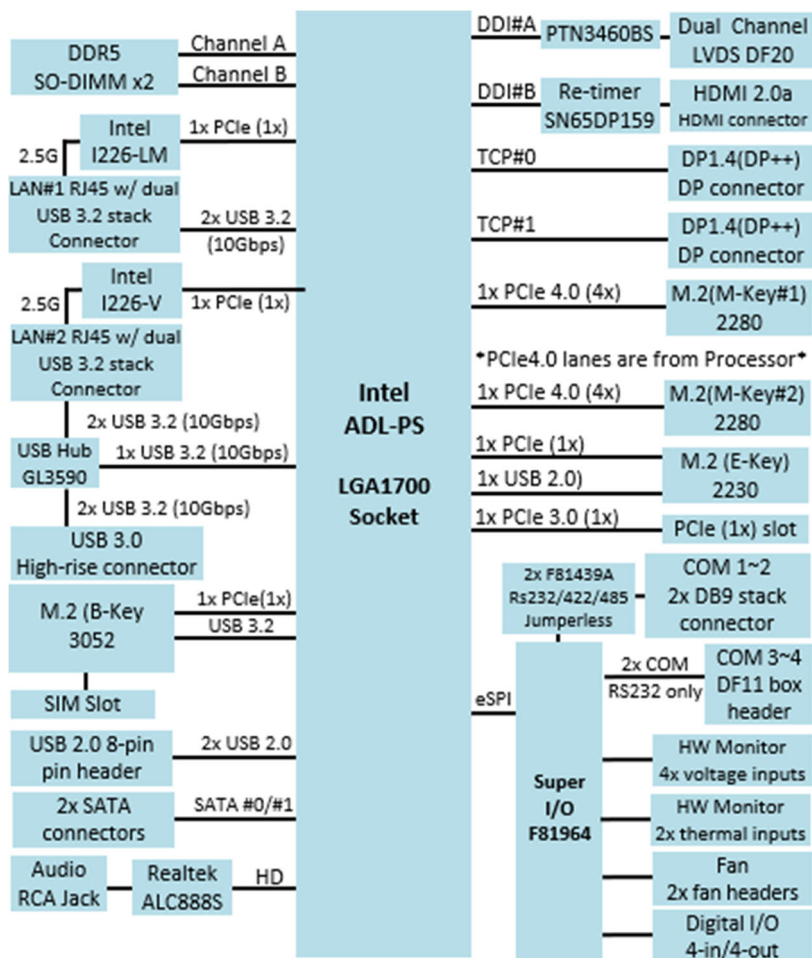 DDR5
SO-DIMM x2
Channel A
Channel B
Intel
I226-LM
1x PCIe (1x)
2.5G
LAN#1 RJ45 w/ dual
USB 3.2 stack
Connector
2x USB 3.2
(10Gbps)
Intel
I226-V
1x PCIe (1x)
2.5G
LAN#2 RJ45 w/ dual
USB 3.2 stack
Connector
2x USB 3.2 (10Gbps)
USB Hub
GL3590
1x USB 3.2 (10Gbps)
2x USB 3.2 (10Gbps)
USB 3.0
High-rise connector
M.2 (B-Key
3052
1x PCIe(1x)
USB 3.2
SIM Slot
USB 2.0 8-pin
pin header
2x USB 2.0
2x SATA
connectors
SATA #0/#1
Audio
RCA Jack
Realtek
ALC888S
HD
Intel
ADL-PS
LGA1700
Socket
DDI#A
PTN3460BS
Dual Channel
LVDS DF20
DDI#B
Re-timer
SN65DP159
HDMI 2.0a
HDMI connector
TCP#0
DP1.4(DP++)
DP connector
TCP#1
DP1.4(DP++)
DP connector
1x PCIe 4.0 (4x)
M.2(M-Key#1)
2280
*PCIe4.0 lanes are from Processor*
1x PCIe 4.0 (4x)
M.2(M-Key#2)
2280
1x PCIe (1x)
1x USB 2.0)
M.2 (E-Key)
2230
1x PCIe 3.0 (1x)
PCIe (1x) slot
2x F81439A
Rs232/422/485
Jumperless
COM 1~2
2x DB9 stack
connector
eSPI
Super
I/O
F81964
2x COM
RS232 only
COM 3~4
DF11 box
header
HW Monitor
4x voltage inputs
HW Monitor
2x thermal inputs
Fan
2x fan headers
Digital I/O
4-in/4-out